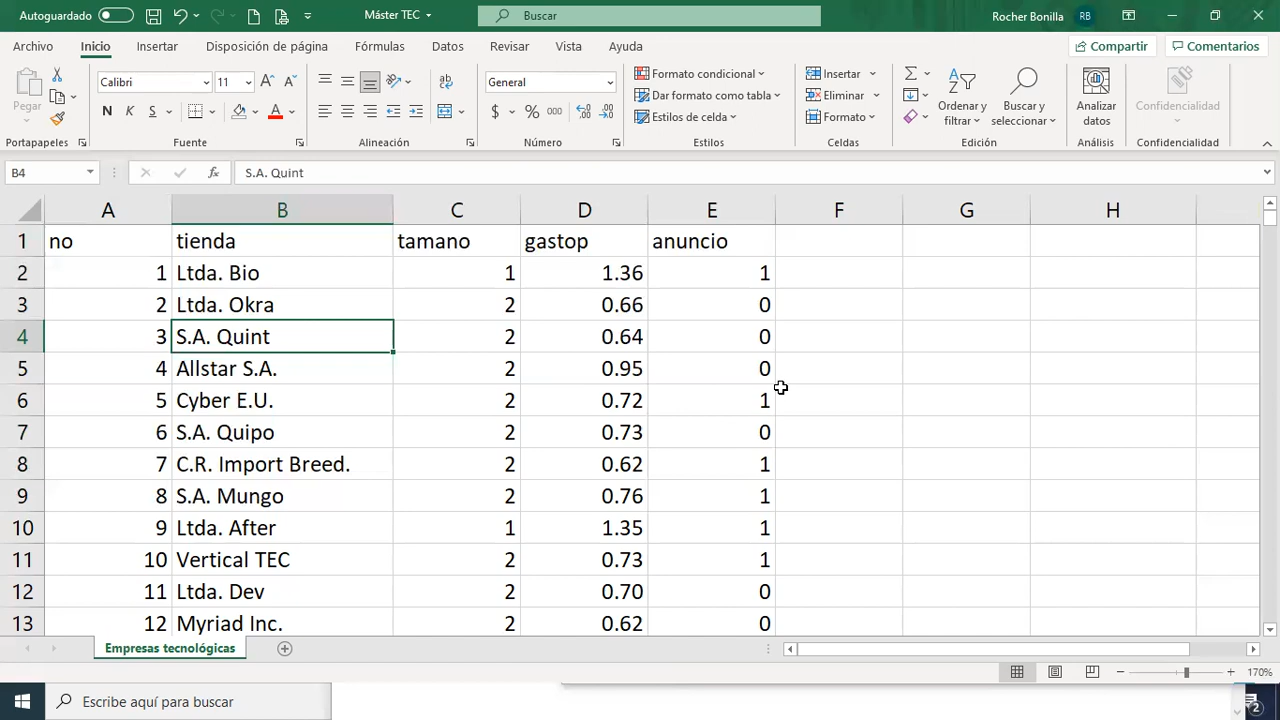 Autoguardado Máster TEC Buscar Rocher Bonilla RB
Archivo Inicio Insertar Disposición de página Fórmulas Datos Revisar Vista Ayuda Compartir Comentarios
Pegar
Calibri 11
N K S
General
$ % 000
Formato condicional
Dar formato como tabla
Estilos de celda
Insertar
Eliminar
Formato
Ordenar y filtrar
Buscar y seleccionar
Analizar datos
Confidencialidad
Portapapeles Fuente Alineación Número Estilos Celdas Edición Análisis Confidencialidad
B4 fx S.A. Quint
A B C D E F G H
1 no tienda tamano gastop anuncio
2 1 Ltda. Bio 1 1.36 1
3 2 Ltda. Okra 2 0.66 0
4 3 S.A. Quint 2 0.64 0
5 4 Allstar S.A. 2 0.95 0
6 5 Cyber E.U. 2 0.72 1
7 6 S.A. Quipo 2 0.73 0
8 7 C.R. Import Breed. 2 0.62 1
9 8 S.A. Mungo 2 0.76 1
10 9 Ltda. After 1 1.35 1
11 10 Vertical TEC 2 0.73 1
12 11 Ltda. Dev 2 0.70 0
13 12 Myriad Inc. 2 0.62 0
Empresas tecnológicas
170%
Escribe aquí para buscar 2